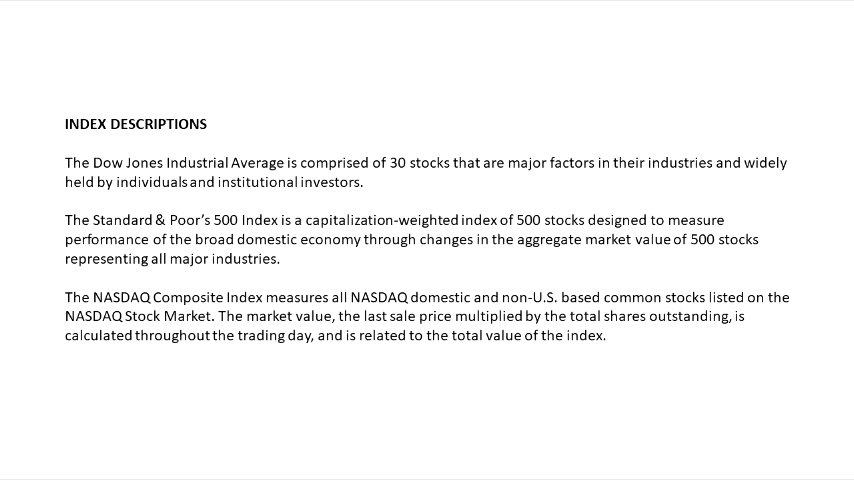 INDEX DESCRIPTIONS
The Dow Jones Industrial Average is comprised of 30 stocks that are major factors in their industries and widely
held by individuals and institutional investors.
The Standard & Poor’s 500 Index is a capitalization-weighted index of 500 stocks designed to measure
performance of the broad domestic economy through changes in the aggregate market value of 500 stocks
representing all major industries.
The NASDAQ Composite Index measures all NASDAQ domestic and non-U.S. based common stocks listed on the
NASDAQ Stock Market. The market value, the last sale price multiplied by the total shares outstanding, is
calculated throughout the trading day, and is related to the total value of the index.